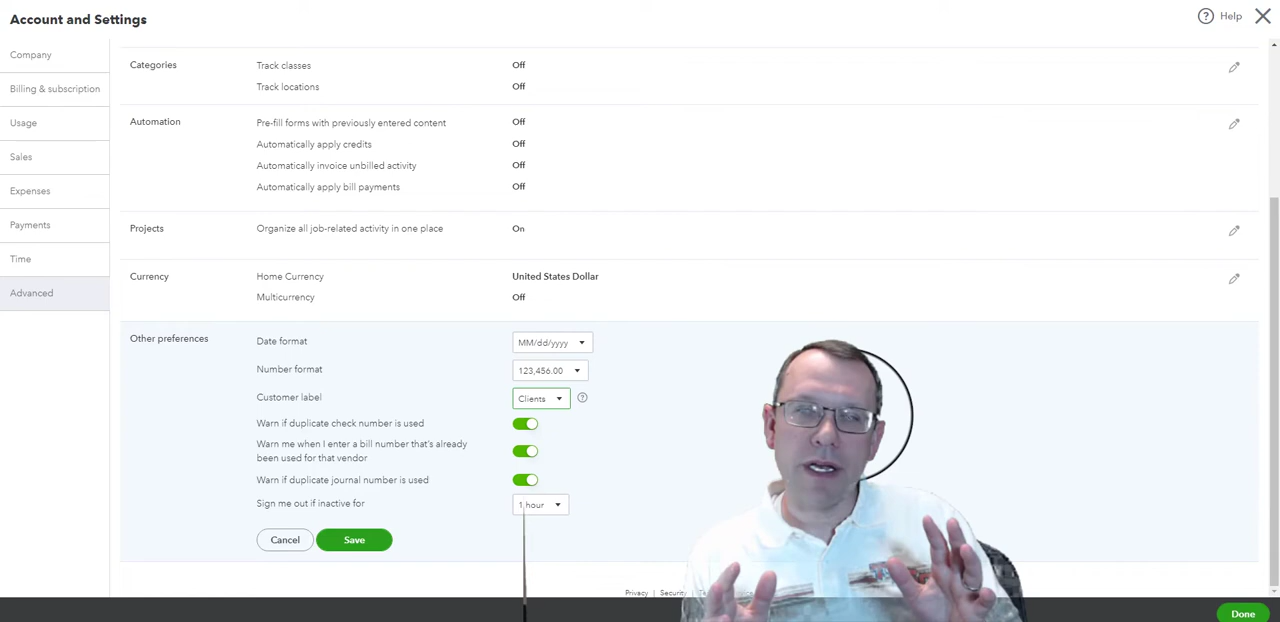 Account and Settings
Help
Company
Billing & subscription
Usage
Sales
Expenses
Payments
Time
Advanced
Categories
Track classes Off
Track locations Off
Automation
Pre-fill forms with previously entered content Off
Automatically apply credits Off
Automatically invoice unbilled activity Off
Automatically apply bill payments Off
Projects
Organize all job-related activity in one place On
Currency
Home Currency United States Dollar
Multicurrency Off
Other preferences
Date format MM/dd/yyyy
Number format 123,456.00
Customer label Clients
Warn if duplicate check number is used
Warn me when I enter a bill number that's already
been used for that vendor
Warn if duplicate journal number is used
Sign me out if inactive for 1 hour
Cancel Save
Privacy | Security |
Done